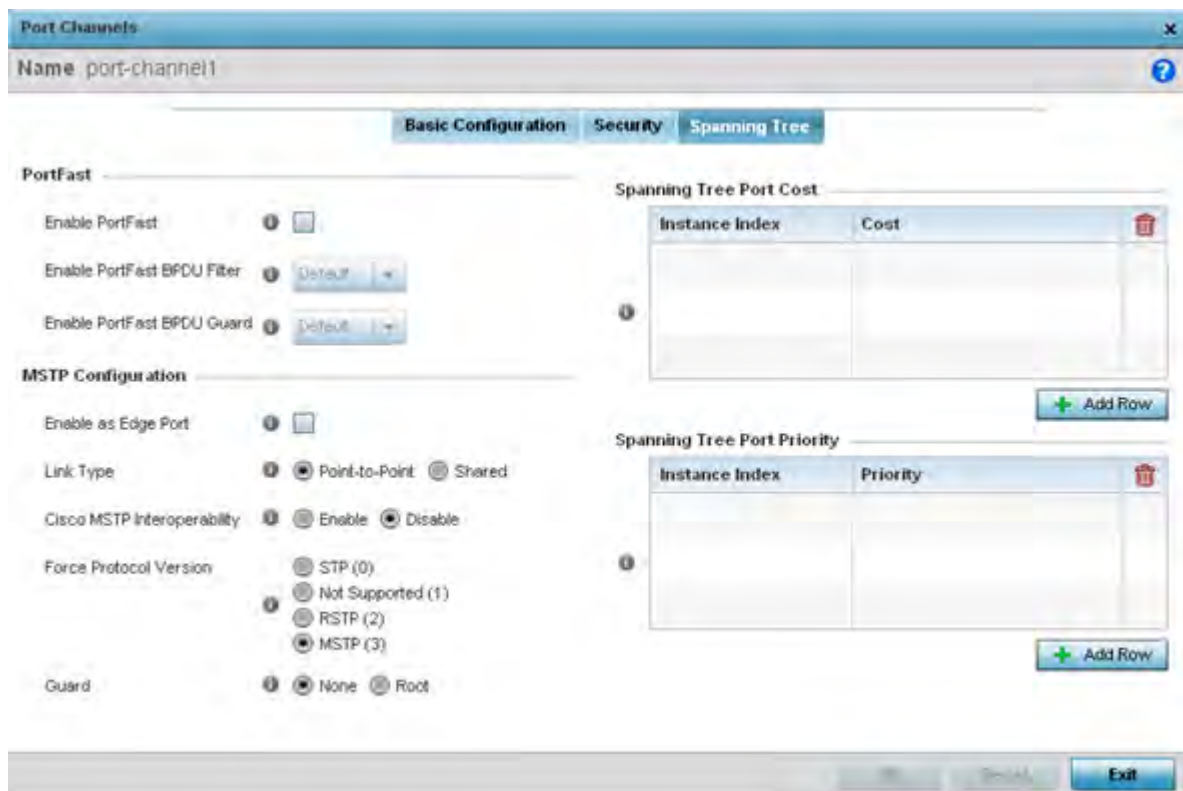 Port Channels
Name port-channel1
Basic Configuration Security Spanning Tree
PortFast
Enable PortFast
Enable PortFast BPDU Filter Default
Enable PortFast BPDU Guard Default
MSTP Configuration
Enable as Edge Port
Link Type Point-to-Point Shared
Cisco MSTP Interoperability Enable Disable
Force Protocol Version STP (0)
Not Supported (1)
RSTP (2)
MSTP (3)
Guard None Root
Spanning Tree Port Cost
Instance Index Cost
Add Row
Spanning Tree Port Priority
Instance Index Priority
Add Row
Exit